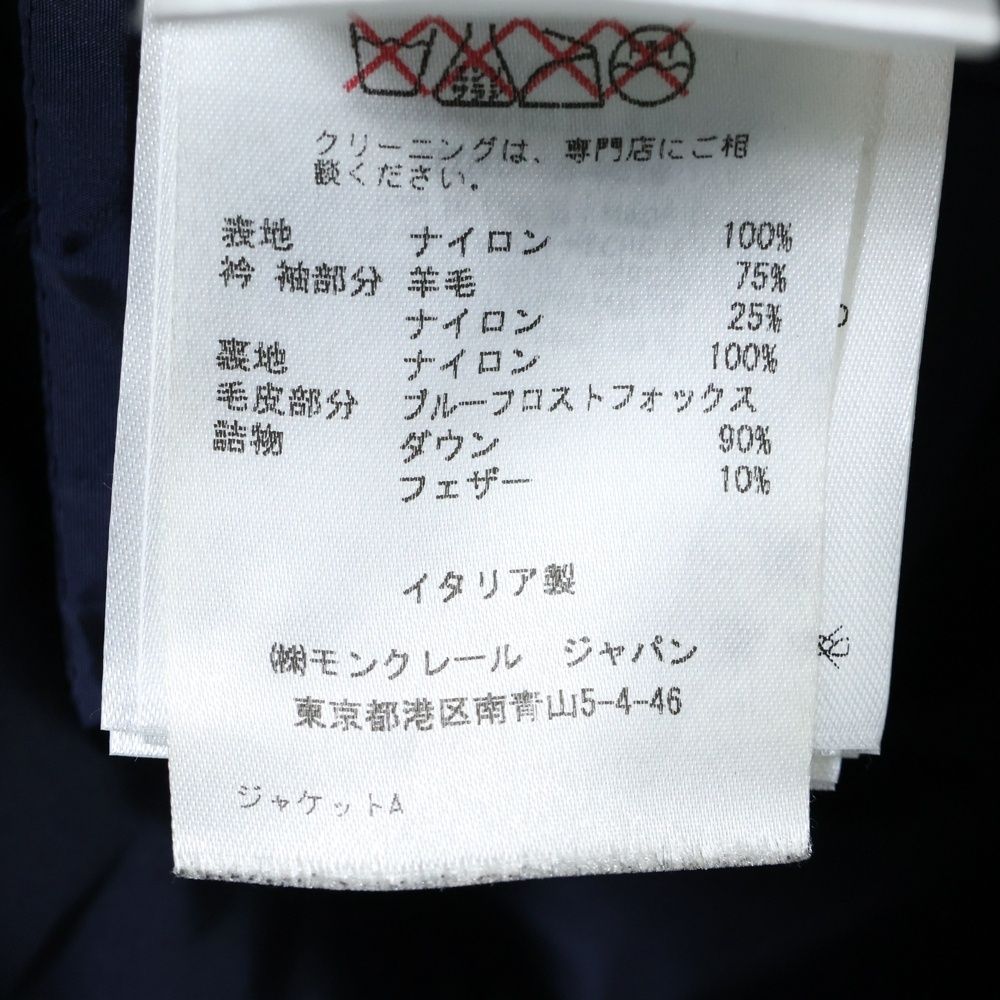 クリーニングは、専門店にご相
談ください。
表地 ナイロン 100%
衿 袖部分 羊毛 75%
ナイロン 25%
裏地 ナイロン 100%
毛皮部分 ブルーフロストフォックス
詰物 ダウン 90%
フェザー 10%
イタリア製
㈱モンクレール ジャパン
東京都港区南青山5-4-46
ジャケットA